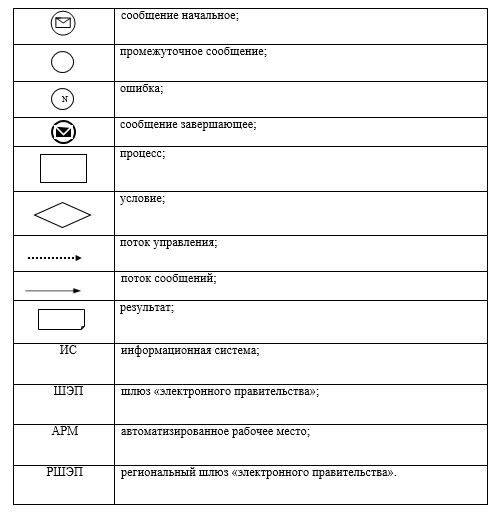 сообщение начальное;
промежуточное сообщение;
N ошибка;
сообщение завершающее;
процесс;
условие;
поток управления;
поток сообщений;
результат;
ИС информационная система;
ШЭП шлюз «электронного правительства»;
АРМ автоматизированное рабочее место;
РШЭП региональный шлюз «электронного правительства».